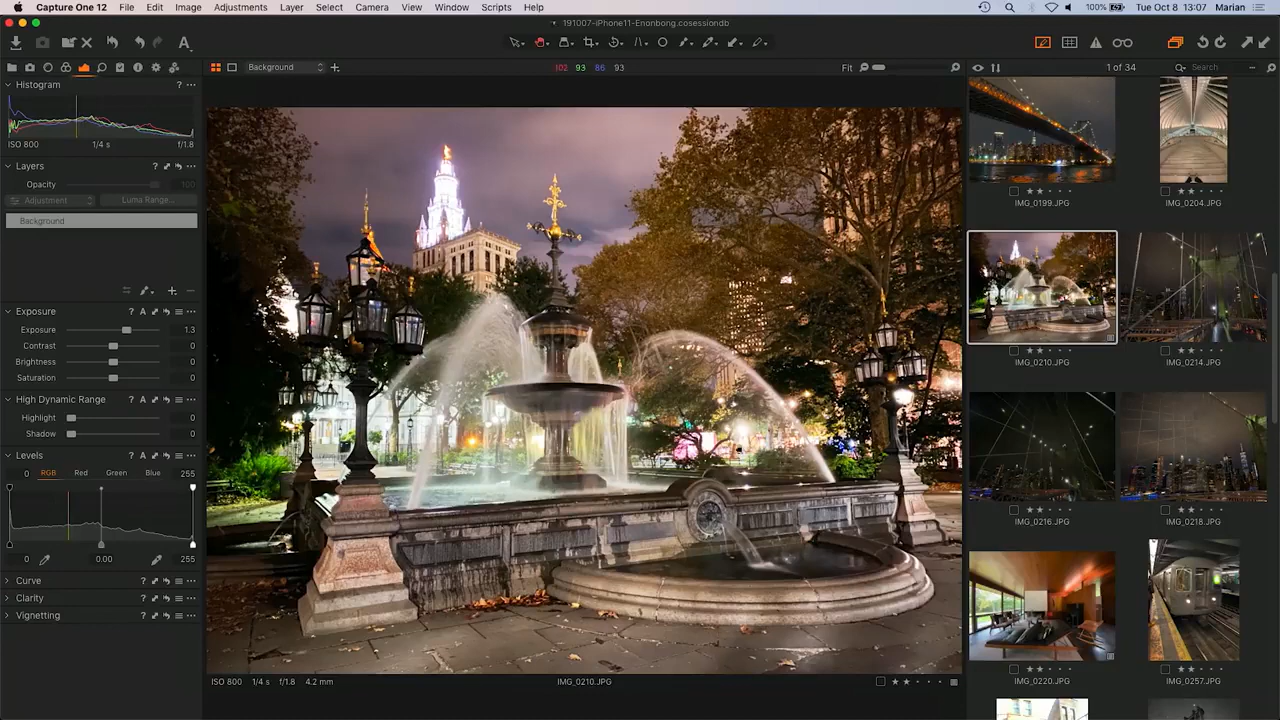 Capture One 12 File Edit Image Adjustments Layer Select Camera View Window Scripts Help 100% Tue Oct 8 13:07 Marian
191007-iPhone11-Enonbong.cosessiondb
A
Background 102 93 86 93 Fit 1 of 34 Search
Histogram ?
ISO 800 1/4 s f/1.8
Layers ?
Opacity 100
Adjustment Luma Range...
Background
Exposure ? A
Exposure 1.3
Contrast 0
Brightness 0
Saturation 0
High Dynamic Range ? A
Highlight 0
Shadow 0
Levels ? A
0 RGB Red Green Blue 255
0 0.00 255
Curve ?
Clarity ?
Vignetting ?
ISO 800 1/4 s f/1.8 4.2 mm IMG_0210.JPG
IMG_0199.JPG IMG_0204.JPG
IMG_0210.JPG IMG_0214.JPG
IMG_0216.JPG IMG_0218.JPG
IMG_0220.JPG IMG_0257.JPG